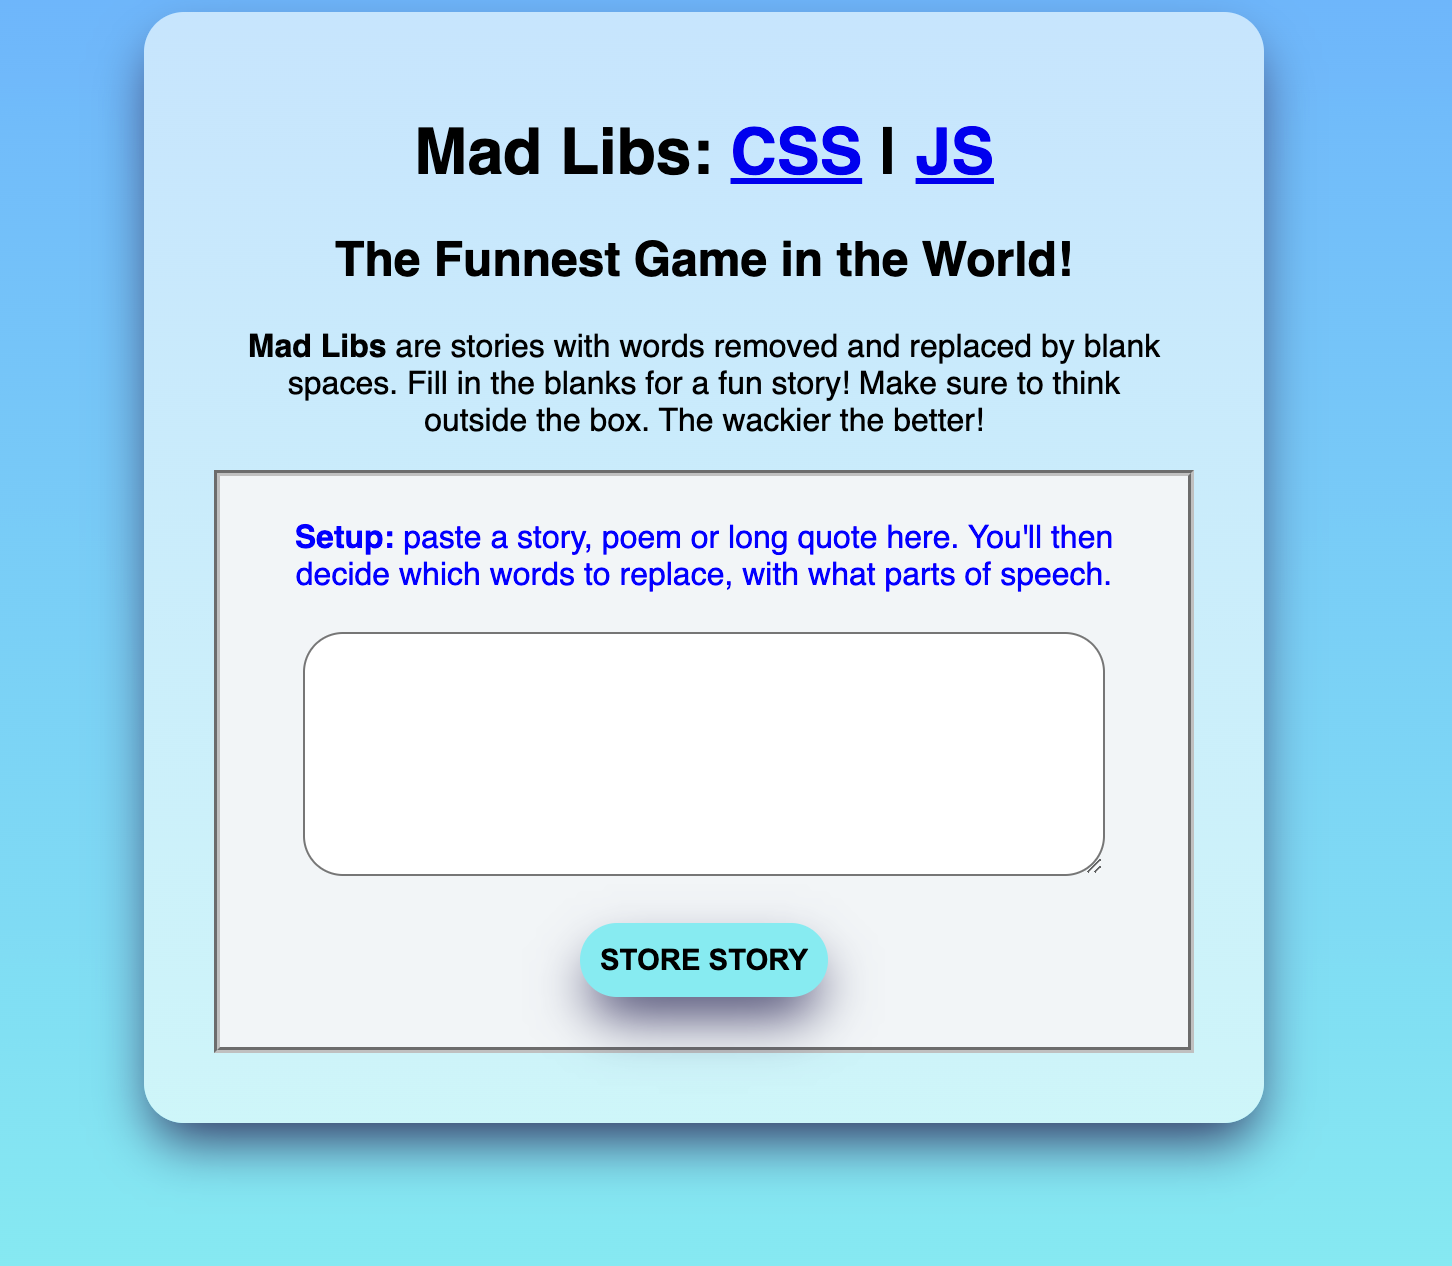 Mad Libs: CSS | JS
The Funnest Game in the World!
Mad Libs are stories with words removed and replaced by blank
spaces. Fill in the blanks for a fun story! Make sure to think
outside the box. The wackier the better!
Setup: paste a story, poem or long quote here. You'll then
decide which words to replace, with what parts of speech.
STORE STORY